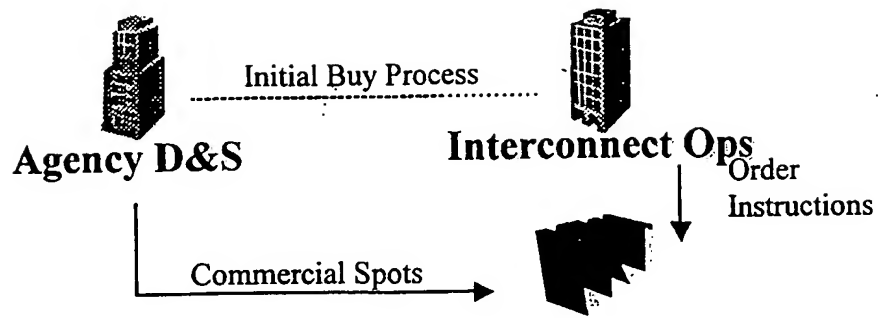 Initial Buy Process
Agency D&S
Interconnect Ops
Order
Instructions
Commercial Spots